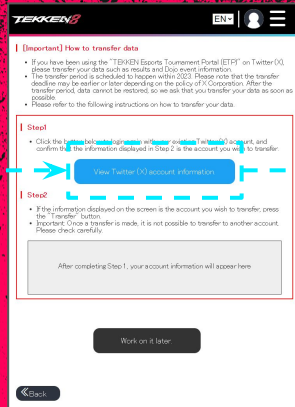 TEKKEN8
EN
[Important] How to transfer data
• If you have been using the "TEKKEN Esports Tournament Portal (ETP)" on Twitter (X),
please transfer your data such as results and Dojo event information.
• The transfer period is scheduled to happen within 2023. Please note that the transfer
deadline may be earlier or later depending on the policy of X Corporation. After the
transfer period, data cannot be restored, so we ask that you transfer your data as soon as
possible.
• Please refer to the following instructions on how to transfer your data.
Step1
• Click the button below to login again with your existing Twitter(X) account, and
confirm that the information displayed in Step 2 is the account you wish to transfer.
View Twitter (X) account information
Step2
• If the information displayed on the screen is the account you wish to transfer, press
the "Transfer" button.
• Important: Once a transfer is made, it is not possible to transfer to another account.
Please check carefully.
After completing Step 1, your account information will appear here
Work on it later.
Back